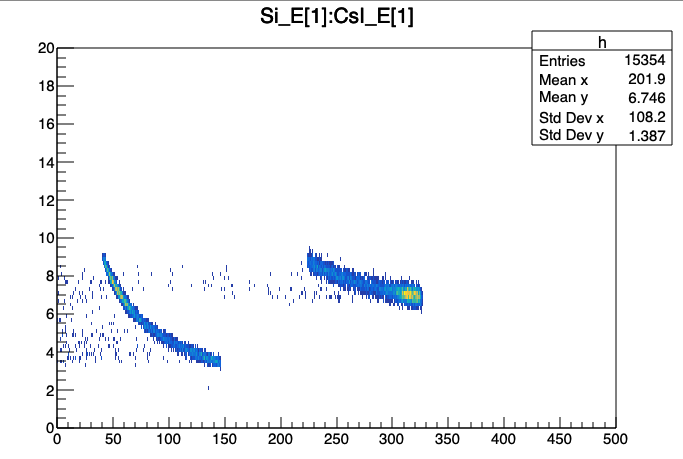 Si_E[1]:CsI_E[1]
h
Entries 15354
Mean x 201.9
Mean y 6.746
Std Dev x 108.2
Std Dev y 1.387
20
18
16
14
12
10
8
6
4
2
0
0 50 100 150 200 250 300 350 400 450 500